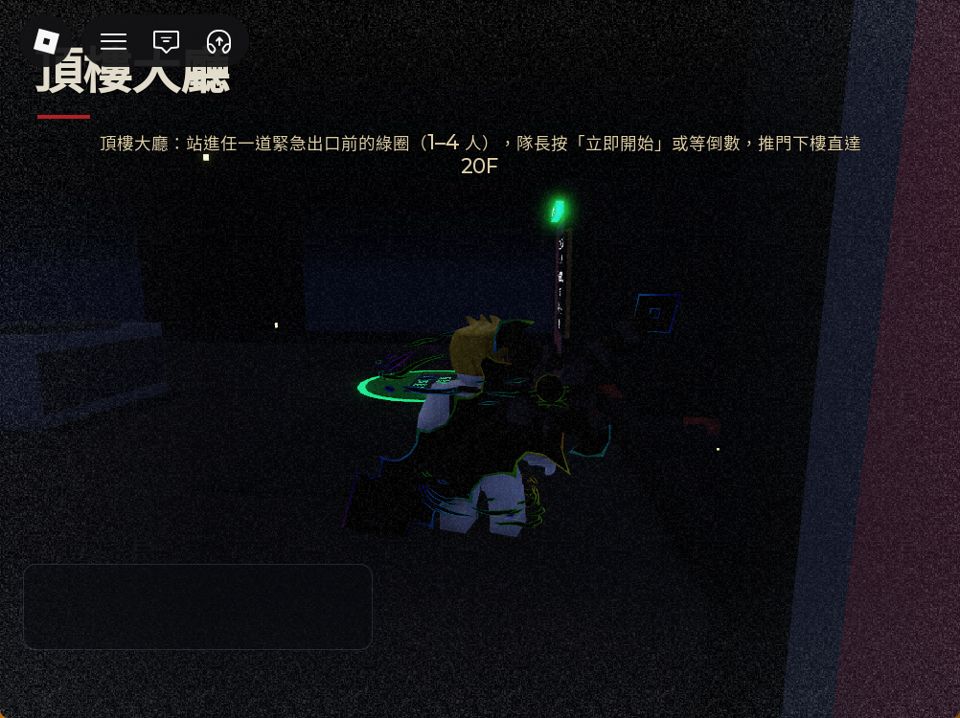 頂樓大廳
頂樓大廳：站進任一道緊急出口前的綠圈（1–4 人），隊長按「立即開始」或等倒數，推門下樓直達
20F